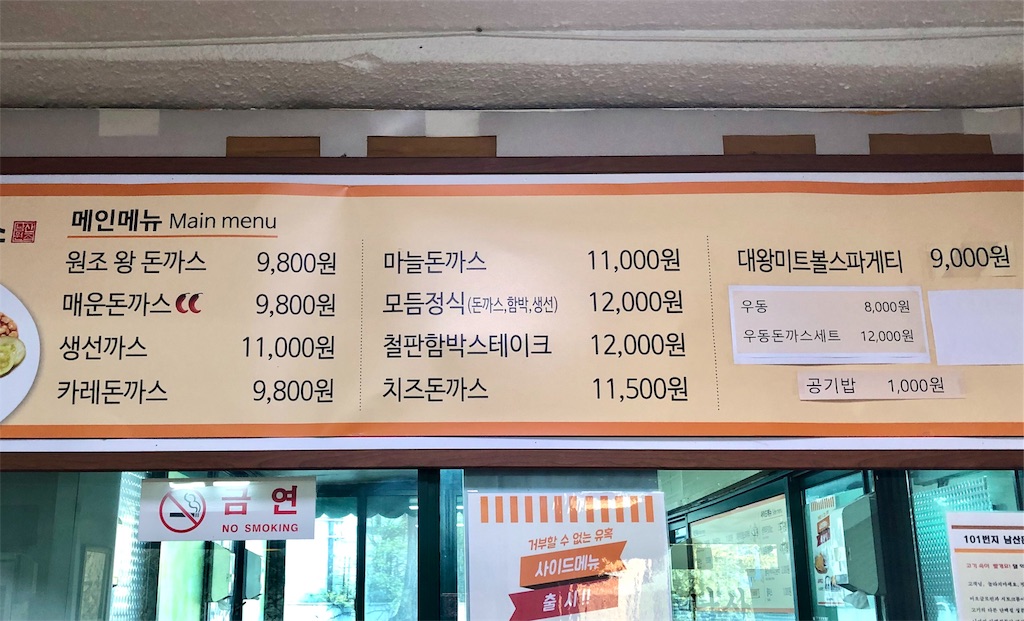 메인메뉴 Main menu
원조 왕 돈까스 9,800원
매운돈까스 9,800원
생선까스 11,000원
카레돈까스 9,800원
마늘돈까스 11,000원
모듬정식(돈까스,함박,생선) 12,000원
철판함박스테이크 12,000원
치즈돈까스 11,500원
대왕미트볼스파게티 9,000원
우동 8,000원
우동돈까스세트 12,000원
공기밥 1,000원
금연
NO SMOKING
거부할 수 없는 유혹
사이드메뉴
출시!!
101번지 남산